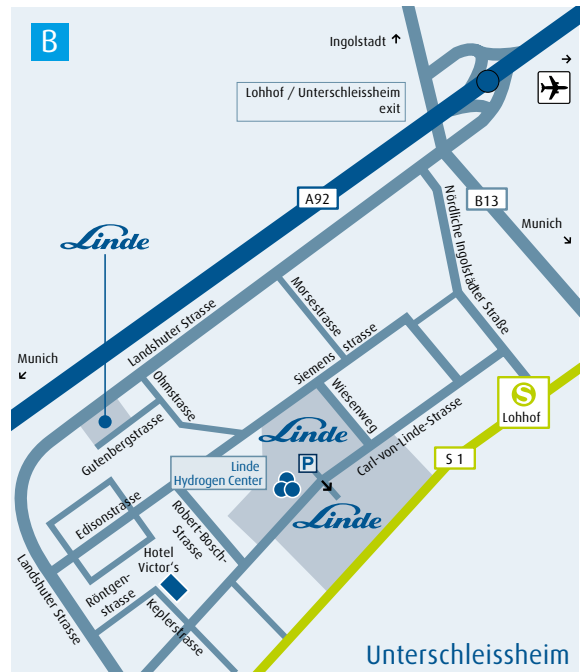 B
Ingolstadt
Lohhof / Unterschleissheim
exit
A92
B13
Munich
Nördliche Ingolstädter Straße
Linde
Landshuter Strasse
Morsestrasse
Siemens strasse
Munich
Ohmstrasse
Wiesenweg
Lohhof
S
Gutenbergstrasse
Carl-von-Linde-Strasse
Linde
P
S 1
Linde
Hydrogen Center
Linde
Edisonstrasse
Robert-Bosch-
Strasse
Hotel
Victor's
Röntgen-
strasse
Keplerstrasse
Landshuter Strasse
Unterschleissheim